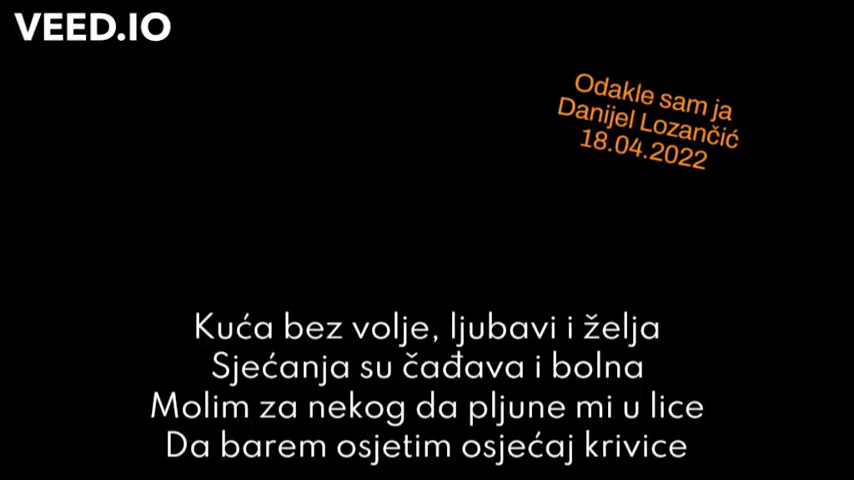 VEED.IO
Odakle sam ja
Danijel Lozančić
18.04.2022
Kuća bez volje, ljubavi i želja
Sjećanja su čađava i bolna
Molim za nekog da pljune mi u lice
Da barem osjetim osjećaj krivice